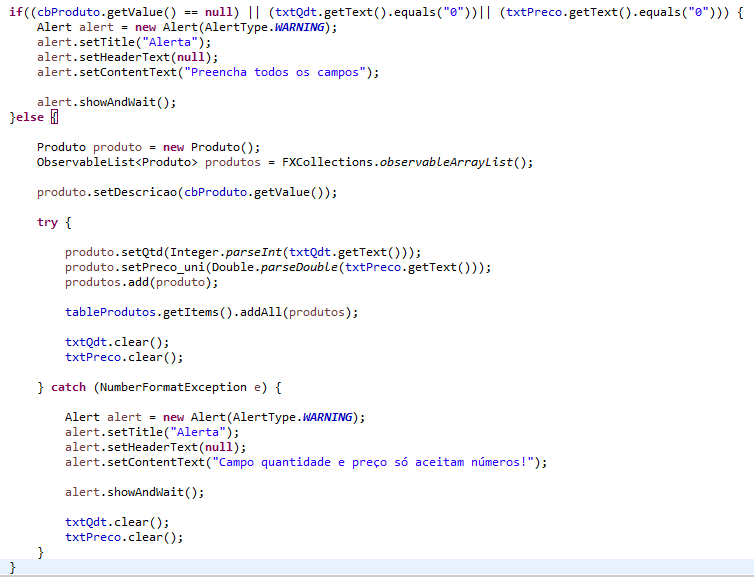 if((cbProduto.getValue() == null) || (txtQdt.getText().equals("0"))|| (txtPreco.getText().equals("0"))) {
    Alert alert = new Alert(AlertType.WARNING);
    alert.setTitle("Alerta");
    alert.setHeaderText(null);
    alert.setContentText("Preencha todos os campos");

    alert.showAndWait();
}else {

    Produto produto = new Produto();
    ObservableList<Produto> produtos = FXCollections.observableArrayList();

    produto.setDescricao(cbProduto.getValue());

    try {

        produto.setQtd(Integer.parseInt(txtQdt.getText()));
        produto.setPreco_uni(Double.parseDouble(txtPreco.getText()));
        produtos.add(produto);

        tableProdutos.getItems().addAll(produtos);

        txtQdt.clear();
        txtPreco.clear();

    } catch (NumberFormatException e) {

        Alert alert = new Alert(AlertType.WARNING);
        alert.setTitle("Alerta");
        alert.setHeaderText(null);
        alert.setContentText("Campo quantidade e preço só aceitam números!");

        alert.showAndWait();

        txtQdt.clear();
        txtPreco.clear();
    }
}